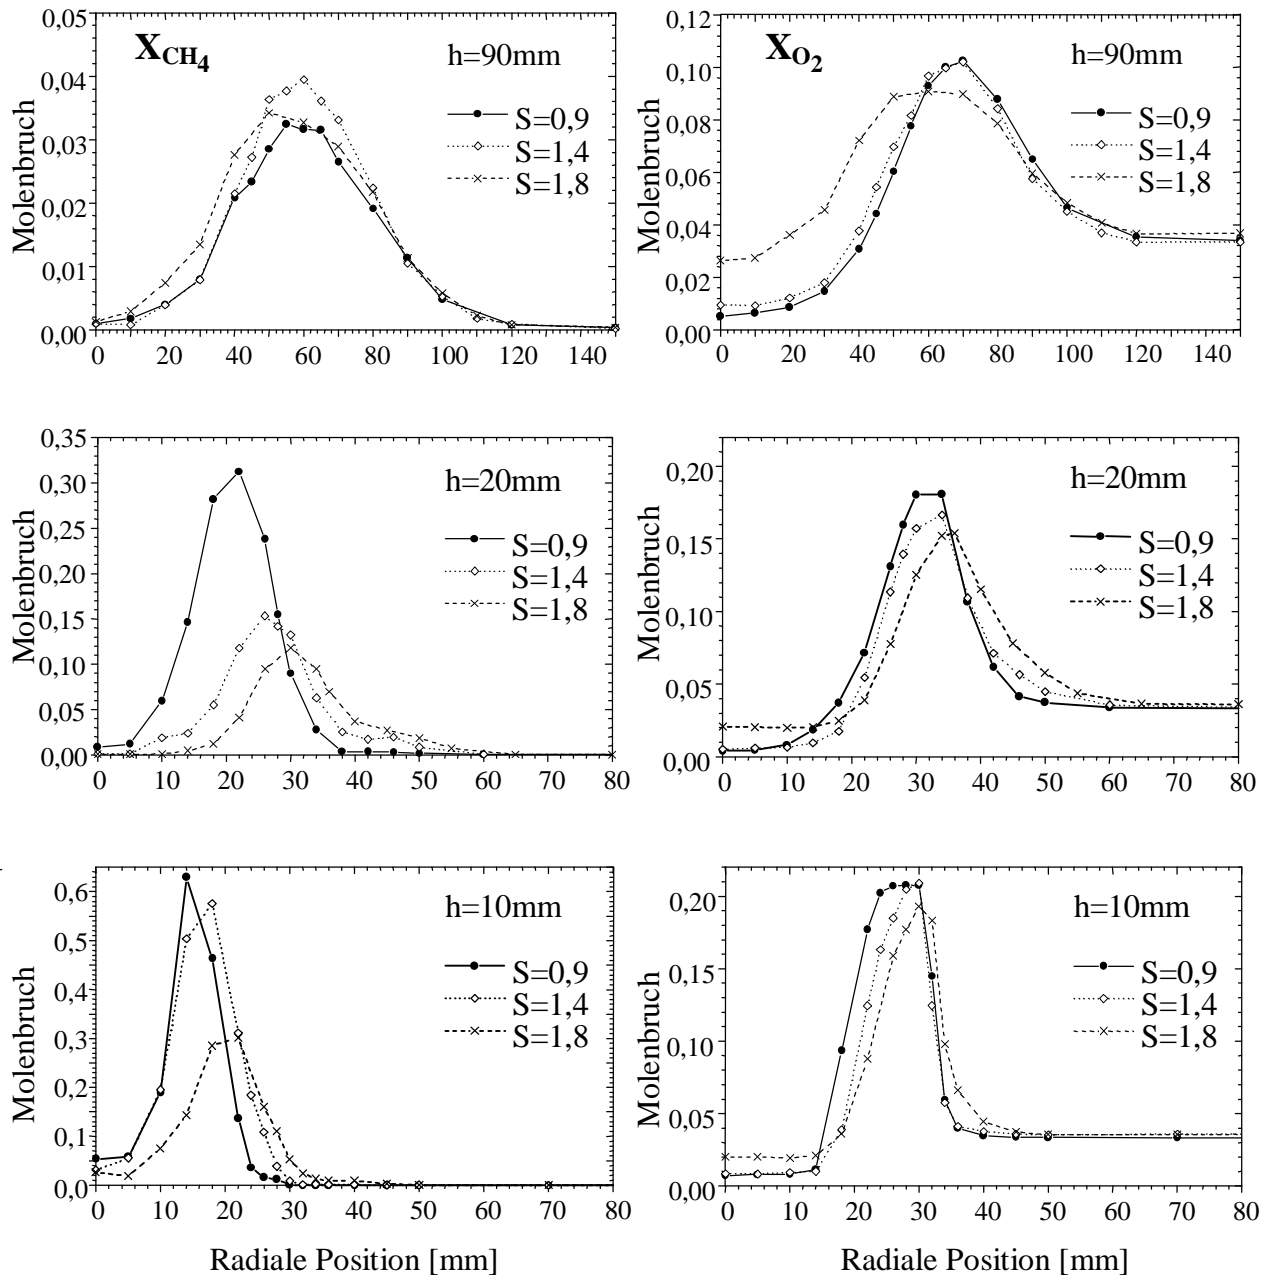 X_CH4
h=90mm
S=0,9
S=1,4
S=1,8
Molenbruch
0,05
0,04
0,03
0,02
0,01
0,00
0 20 40 60 80 100 120 140
X_O2
h=90mm
S=0,9
S=1,4
S=1,8
Molenbruch
0,12
0,10
0,08
0,06
0,04
0,02
0,00
0 20 40 60 80 100 120 140
h=20mm
S=0,9
S=1,4
S=1,8
Molenbruch
0,35
0,30
0,25
0,20
0,15
0,10
0,05
0,00
0 10 20 30 40 50 60 70 80
h=20mm
S=0,9
S=1,4
S=1,8
Molenbruch
0,20
0,15
0,10
0,05
0,00
0 10 20 30 40 50 60 70 80
h=10mm
S=0,9
S=1,4
S=1,8
Molenbruch
0,6
0,5
0,4
0,3
0,2
0,1
0,0
0 10 20 30 40 50 60 70 80
Radiale Position [mm]
h=10mm
S=0,9
S=1,4
S=1,8
Molenbruch
0,20
0,15
0,10
0,05
0,00
0 10 20 30 40 50 60 70 80
Radiale Position [mm]